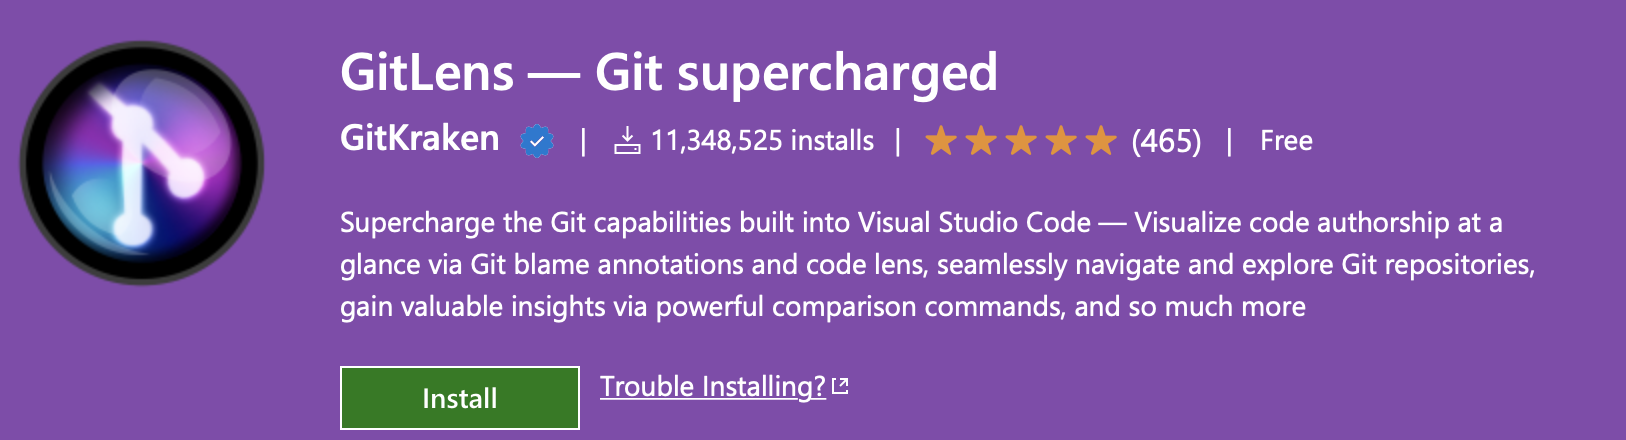 GitLens — Git supercharged
GitKraken | 11,348,525 installs | (465) | Free
Supercharge the Git capabilities built into Visual Studio Code — Visualize code authorship at a
glance via Git blame annotations and code lens, seamlessly navigate and explore Git repositories,
gain valuable insights via powerful comparison commands, and so much more
Install Trouble Installing?